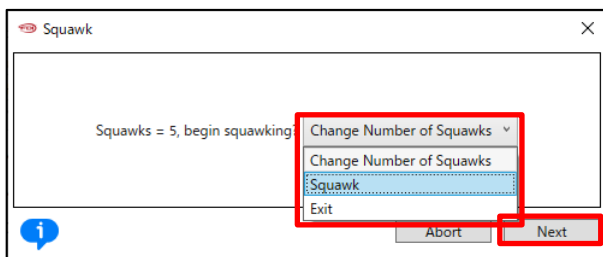 Squawk
Squawks = 5, begin squawking? Change Number of Squawks
Change Number of Squawks
Squawk
Exit
Abort Next